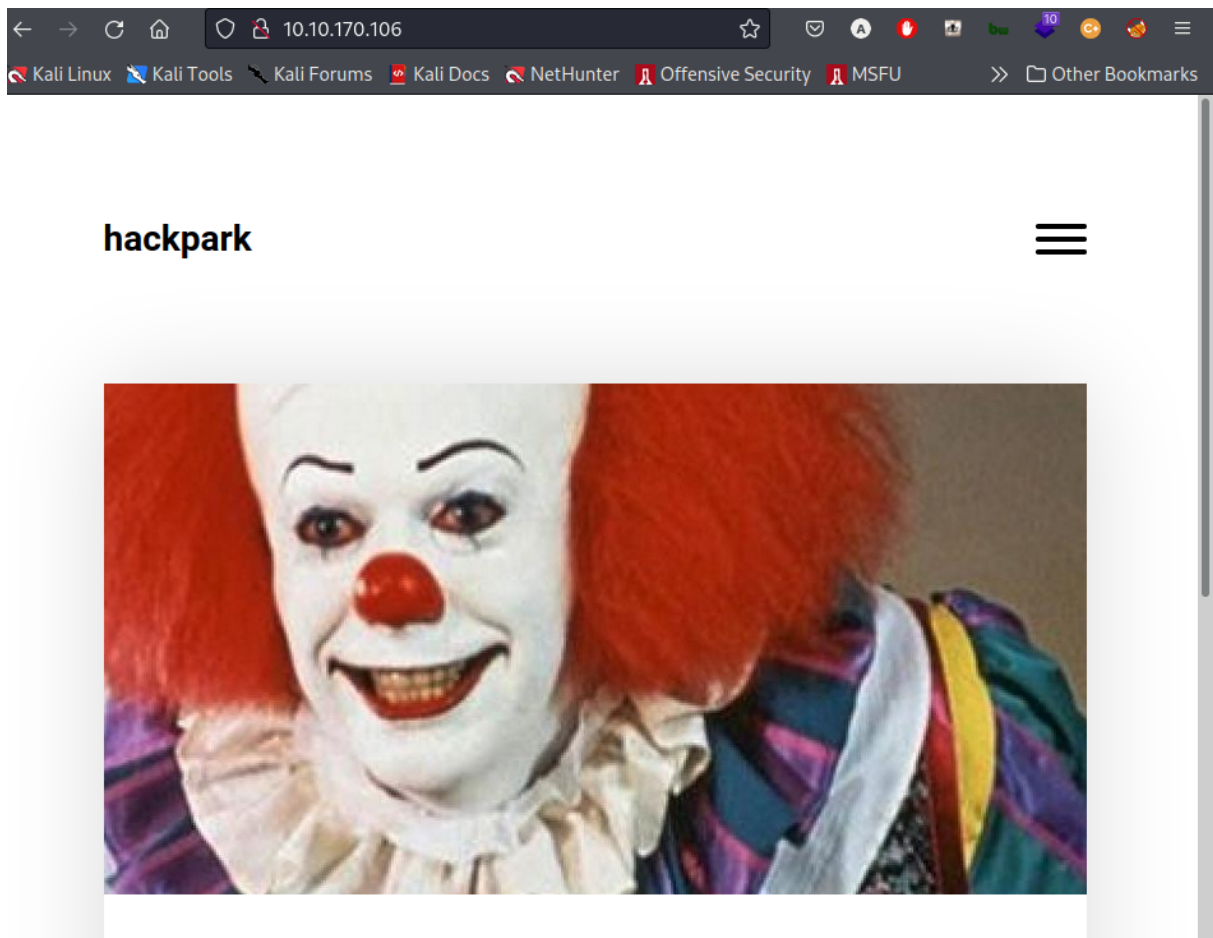 10.10.170.106
10
Kali Linux Kali Tools Kali Forums Kali Docs NetHunter Offensive Security MSFU Other Bookmarks
hackpark